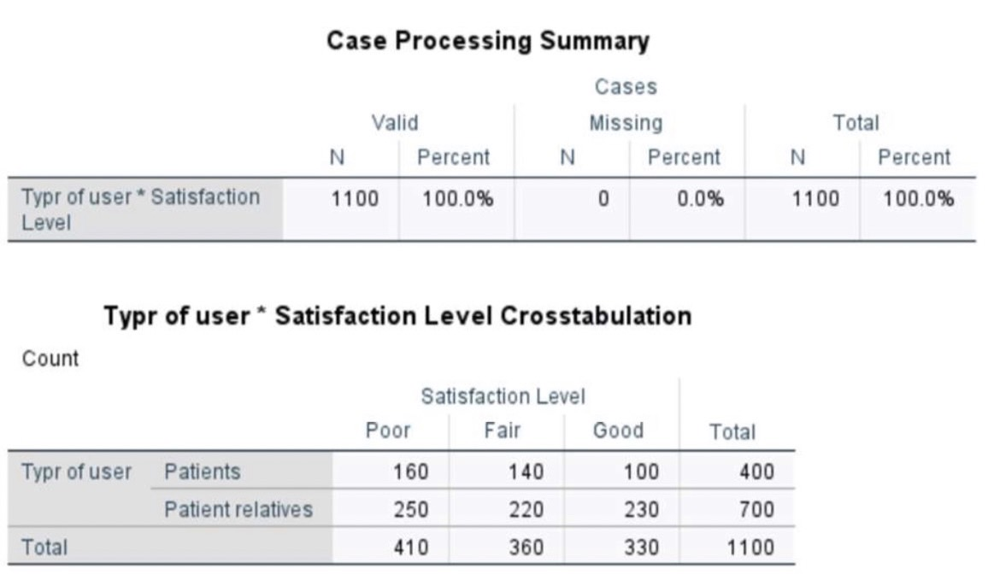 Case Processing Summary
Cases
Valid Missing Total
N Percent N Percent N Percent
Typr of user * Satisfaction Level 1100 100.0% 0 0.0% 1100 100.0%
Typr of user * Satisfaction Level Crosstabulation
Count
Satisfaction Level
Poor Fair Good Total
Typr of user Patients 160 140 100 400
Patient relatives 250 220 230 700
Total 410 360 330 1100